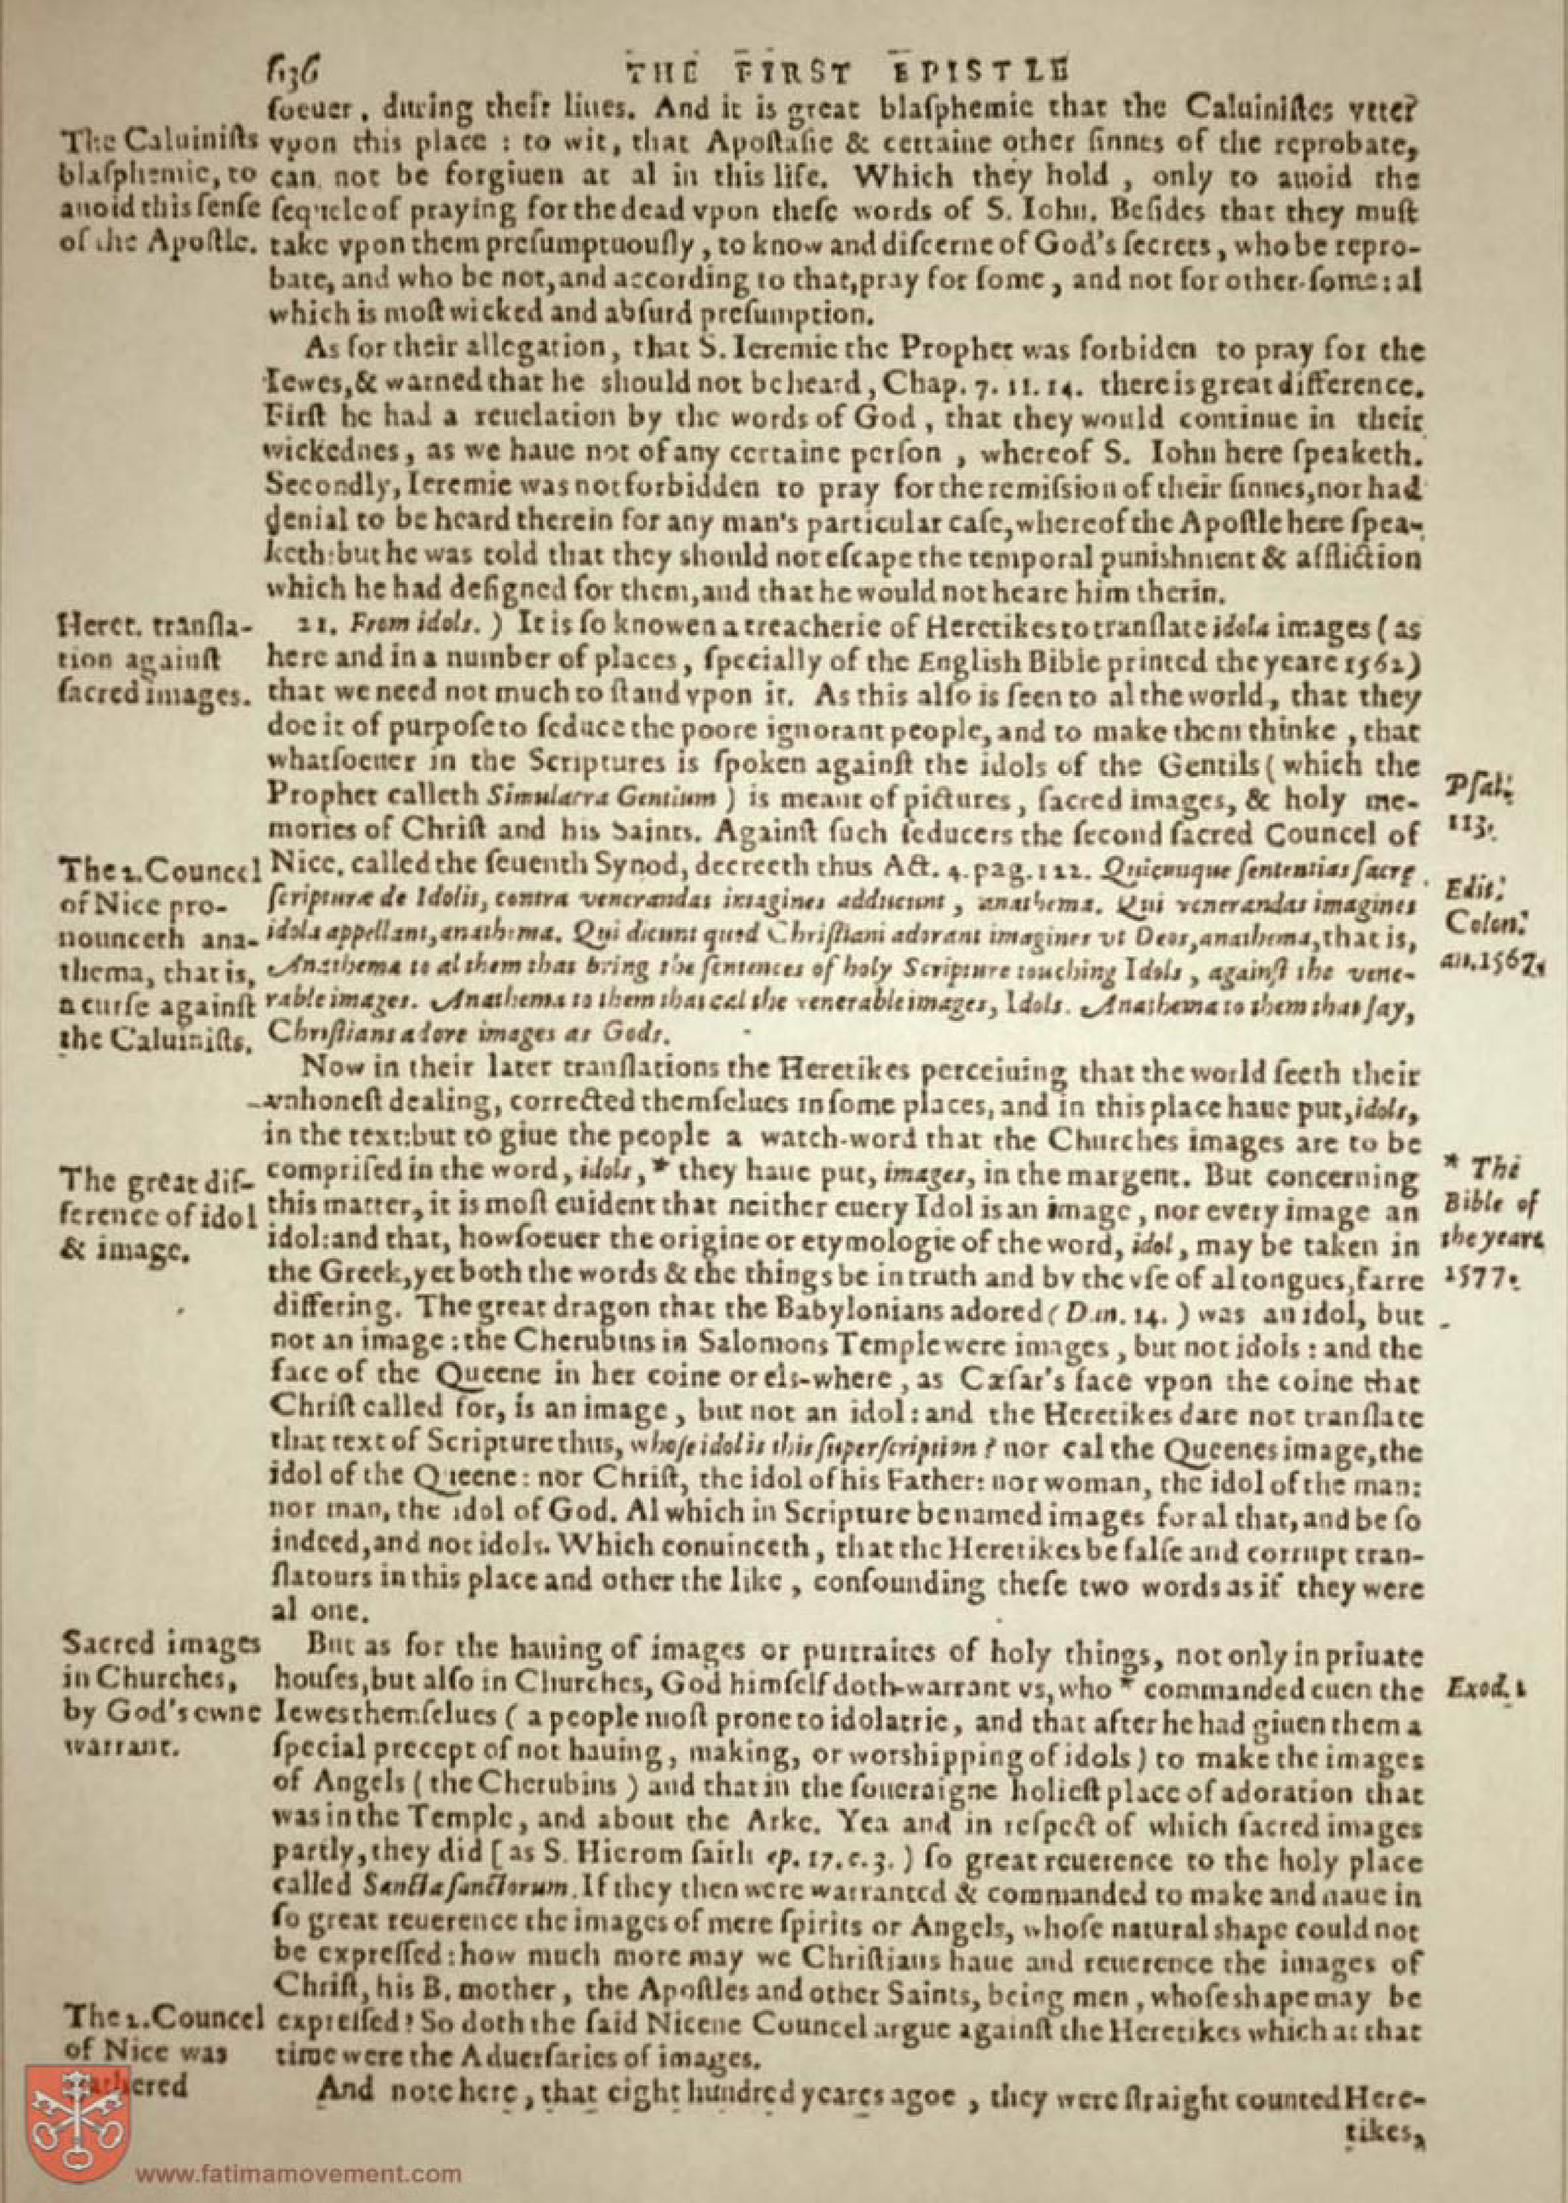 636 THE FIRST EPISTLE
ſoeuer, during their liues. And it is great blaſphemie that the Caluiniſtes vtter
The Caluiniſts
blaſphemie, to
auoid this ſenſe
of the Apoſtle.
vpon this place : to wit, that Apoſtaſie & certaine other ſinnes of the reprobate,
can not be forgiuen at al in this life. Which they hold , only to auoid the
ſequele of praying for the dead vpon theſe words of S. Iohn. Beſides that they muſt
take vpon them preſumptuouſly, to know and diſcerne of God's ſecrets, who be repro-
bate, and who be not, and according to that, pray for ſome , and not for other-ſome: al
which is moſt wicked and abſurd preſumption.
As for their allegation, that S. Ieremie the Prophet was forbiden to pray for the
Iewes, & warned that he should not be heard, Chap. 7. 11. 14. there is great difference.
Firſt he had a reuelation by the words of God , that they would continue in their
wickednes , as we haue not of any certaine perſon , whereof S. Iohn here ſpeaketh.
Secondly, Ieremie was not forbidden to pray for the remiſsion of their ſinnes, nor had
denial to be heard therein for any man's particular caſe, whereof the Apoſtle here ſpea-
keth: but he was told that they should not eſcape the temporal punishment & affliction
which he had deſigned for them, and that he would not heare him therin.
Heret. tranſla-
tion againſt
ſacred images.
21. From idols. ) It is ſo knowen a treacherie of Heretikes to tranſlate idola images ( as
here and in a number of places , ſpecially of the English Bible printed the yeare 1562)
that we need not much to ſtand vpon it. As this alſo is ſeen to al the world, that they
doe it of purpoſe to ſeduce the poore ignorant people, and to make them thinke , that
whatſoeuer in the Scriptures is ſpoken againſt the idols of the Gentils ( which the
Prophet calleth Simulacra Gentium ) is meant of pictures , ſacred images, & holy me-
mories of Chriſt and his Saints. Againſt ſuch ſeducers the ſecond ſacred Councel of
Pſal.
113.
The 2. Councel
of Nice pro-
nounceth ana-
thema, that is,
a curſe againſt
the Caluiniſts.
Nice, called the ſeuenth Synod, decreeth thus Act. 4. pag. 122. Quicunque ſententias ſacræ
ſcripturæ de Idolis, contra venerandas imagines adducunt , anathema. Qui venerandas imagines
idola appellant, anathema. Qui dicunt quod Chriſtiani adorant imagines vt Deos, anathema, that is,
Anathema to al them that bring the ſentences of holy Scripture touching Idols , againſt the vene-
rable images. Anathema to them that cal the venerable images, Idols. Anathema to them that ſay,
Chriſtians adore images as Gods.
Edit.
Colon.
an. 1567.
Now in their later tranſlations the Heretikes perceiuing that the world ſeeth their
vnhoneſt dealing, corrected themſelues in ſome places, and in this place haue put, idols,
in the text: but to giue the people a watch-word that the Churches images are to be
The great dif-
ference of idol
& image.
compriſed in the word, idols, * they haue put, images, in the margent. But concerning
this matter, it is moſt euident that neither euery Idol is an image , nor every image an
idol: and that, howſoeuer the origine or etymologie of the word, idol , may be taken in
the Greek, yet both the words & the things be in truth and by the vſe of al tongues, farre
differing. The great dragon that the Babylonians adored ( Dan. 14. ) was an idol, but
not an image : the Cherubins in Salomons Temple were images , but not idols : and the
face of the Queene in her coine or els-where , as Cæſar's face vpon the coine that
Chriſt called for, is an image , but not an idol: and the Heretikes dare not tranſlate
that text of Scripture thus, whoſe idol is this ſuperſcription ? nor cal the Queenes image, the
idol of the Queene: nor Chriſt, the idol of his Father: nor woman, the idol of the man:
nor man, the idol of God. Al which in Scripture be named images for al that, and be ſo
indeed, and not idols. Which conuinceth , that the Heretikes be falſe and corrupt tran-
ſlatours in this place and other the like , confounding theſe two words as if they were
al one.
* The
Bible of
the yeare
1577.
Sacred images
in Churches,
by God's owne
warrant.
But as for the hauing of images or purtraites of holy things, not only in priuate
houſes, but alſo in Churches, God himſelf doth warrant vs, who * commanded euen the
Iewes themſelues ( a people moſt prone to idolatrie, and that after he had giuen them a
ſpecial precept of not hauing , making, or worshipping of idols ) to make the images
of Angels ( the Cherubins ) and that in the ſoueraigne holieſt place of adoration that
was in the Temple, and about the Arke. Yea and in reſpect of which ſacred images
partly, they did [ as S. Hierom ſaith ep. 17. c. 3. ) ſo great reuerence to the holy place
called Sancta ſanctorum. If they then were warranted & commanded to make and haue in
ſo great reuerence the images of mere ſpirits or Angels, whoſe natural shape could not
be expreſſed: how much more may we Chriſtians haue and reuerence the images of
Chriſt, his B. mother , the Apoſtles and other Saints, being men , whoſe shape may be
expreſſed? So doth the ſaid Nicene Councel argue againſt the Heretikes which at that
time were the Aduerſaries of images.
Exod.
The 2. Councel
of Nice was
gathered
And note here , that eight hundred yeares agoe , they were ſtraight counted Here-
tikes,
www.fatimamovement.com